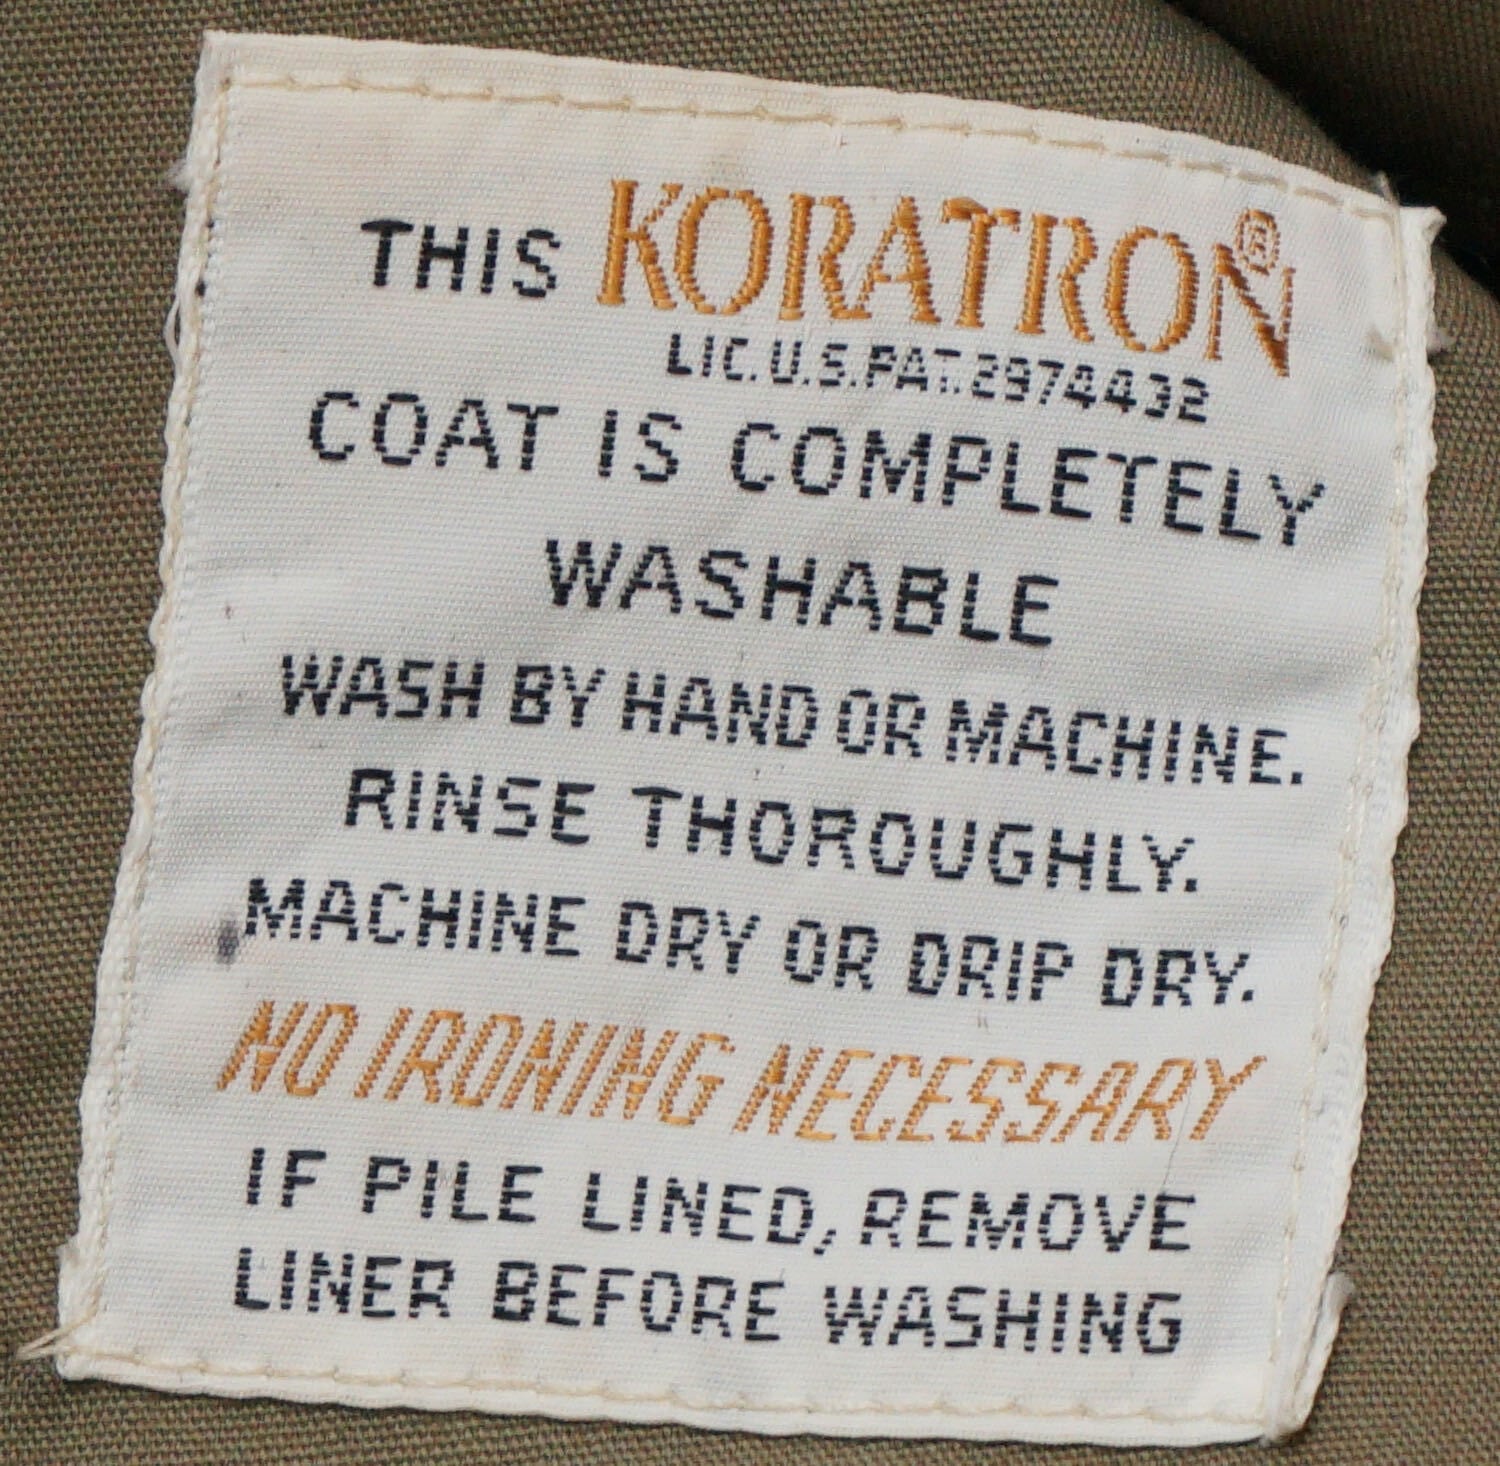 THIS KORATRON®
LIC. U.S. PAT. 2974432
COAT IS COMPLETELY
WASHABLE
WASH BY HAND OR MACHINE.
RINSE THOROUGHLY.
MACHINE DRY OR DRIP DRY.
NO IRONING NECESSARY
IF PILE LINED, REMOVE
LINER BEFORE WASHING